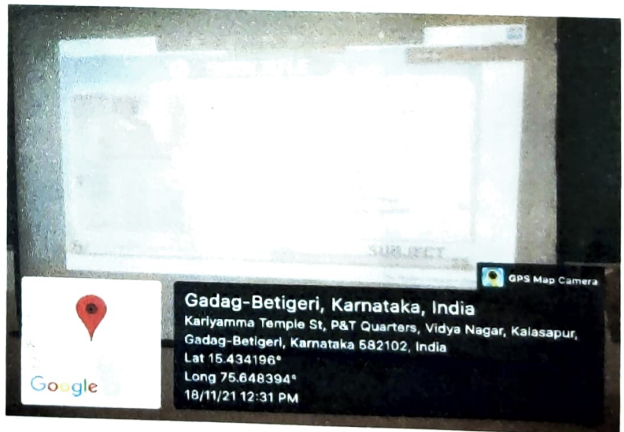 SUBJECT
GPS Map Camera
Gadag-Betigeri, Karnataka, India
Kariyamma Temple St, P&T Quarters, Vidya Nagar, Kalasapur,
Gadag-Betigeri, Karnataka 582102, India
Lat 15.434196°
Long 75.648394°
18/11/21 12:31 PM
Google